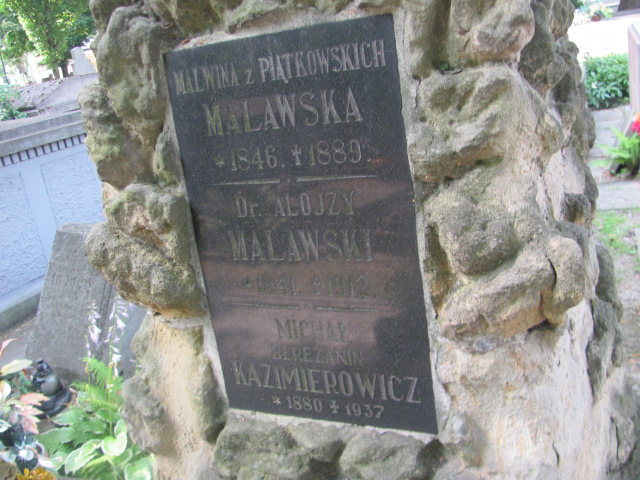 MALWINA z PIĄTKOWSKICH
MALAWSKA
*1846. ✝1889.
Dr. ALOJZY
MALAWSKI
*1841. ✝1912
MICHAŁ
BEREŻANIN
KAZIMIEROWICZ
*1880 ✝1937